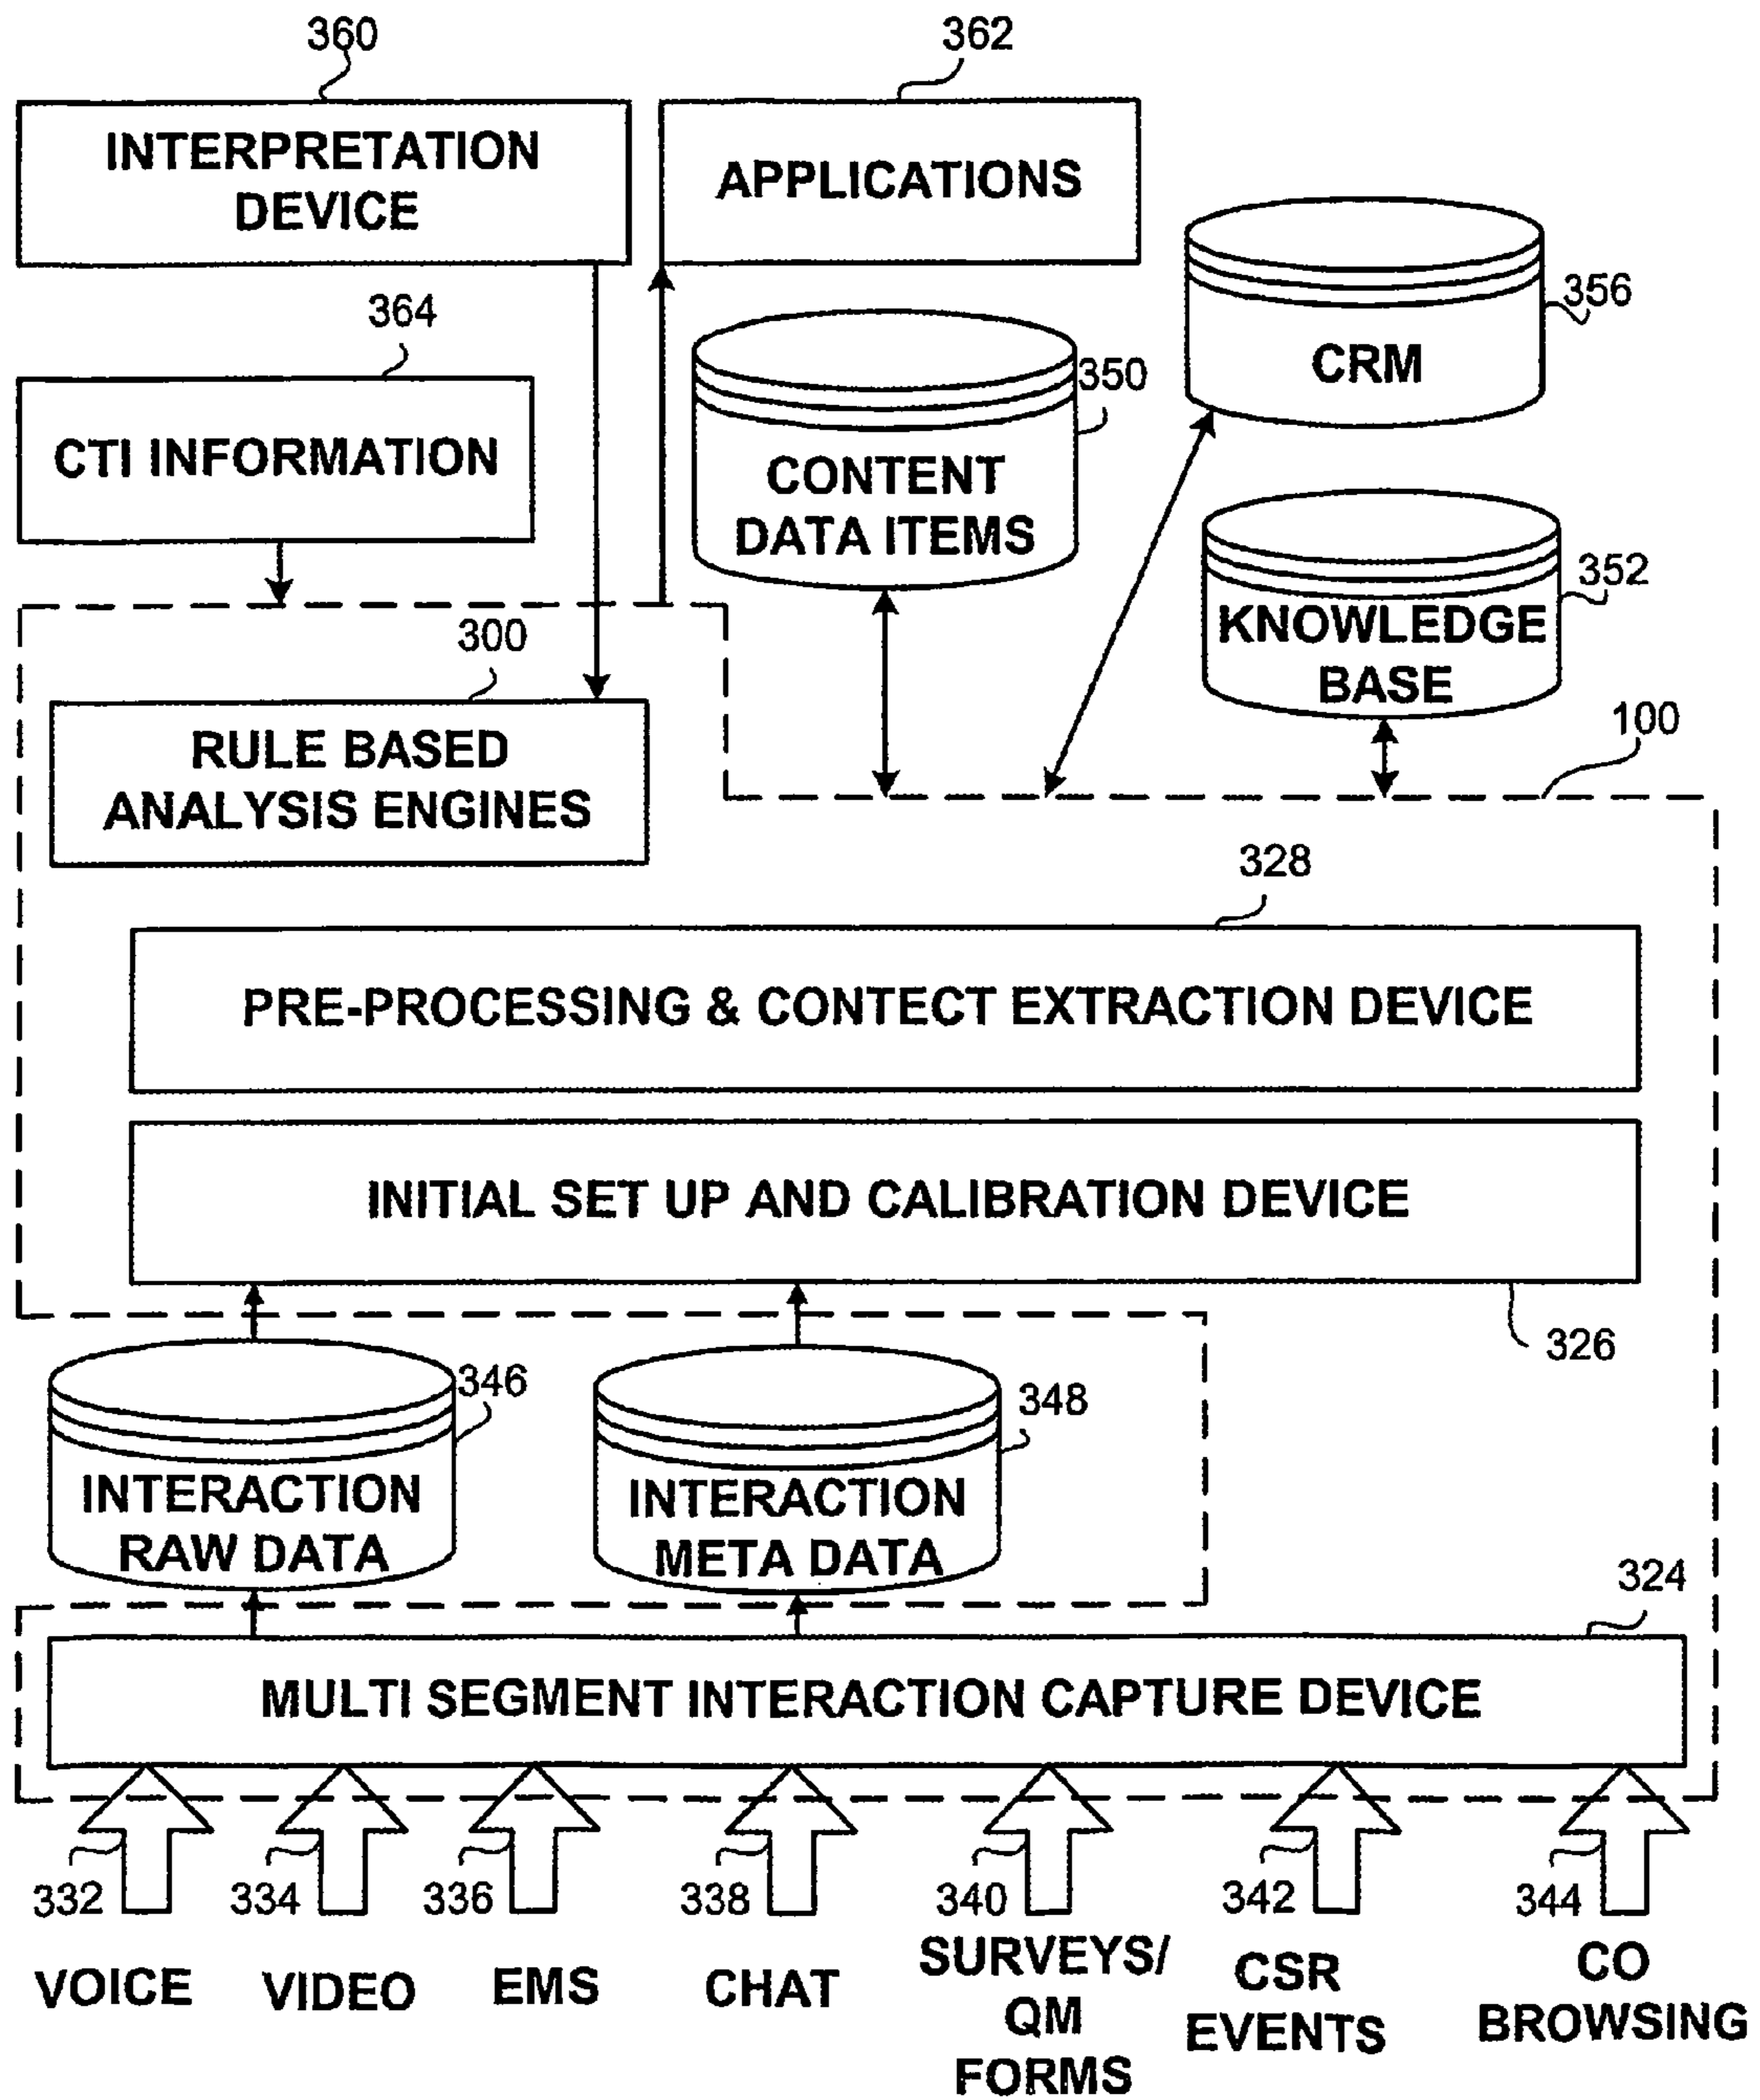 360
362
INTERPRETATION
DEVICE
APPLICATIONS
364
356
CRM
350
CTI INFORMATION
CONTENT
DATA ITEMS
352
KNOWLEDGE
BASE
300
100
RULE BASED
ANALYSIS ENGINES
328
PRE-PROCESSING & CONTECT EXTRACTION DEVICE
INITIAL SET UP AND CALIBRATION DEVICE
326
346
348
INTERACTION
RAW DATA
INTERACTION
META DATA
324
MULTI SEGMENT INTERACTION CAPTURE DEVICE
332
334
336
338
340
342
344
VOICE
VIDEO
EMS
CHAT
SURVEYS/
QM
FORMS
CSR
EVENTS
CO
BROWSING